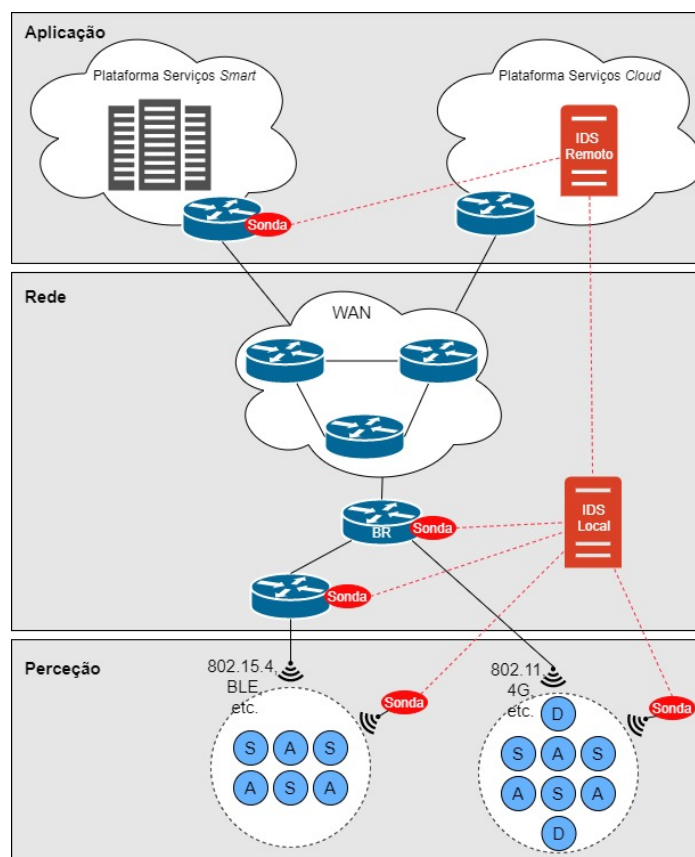 Aplicação
Plataforma Serviços Smart
Plataforma Serviços Cloud
IDS
Remoto
Sonda
Rede
WAN
IDS
Local
BR
Sonda
Sonda
Perceção
802.15.4,
BLE,
etc.
Sonda
802.11,
4G,
etc.
Sonda
D
S A S
A S A
S A S
A S A
D